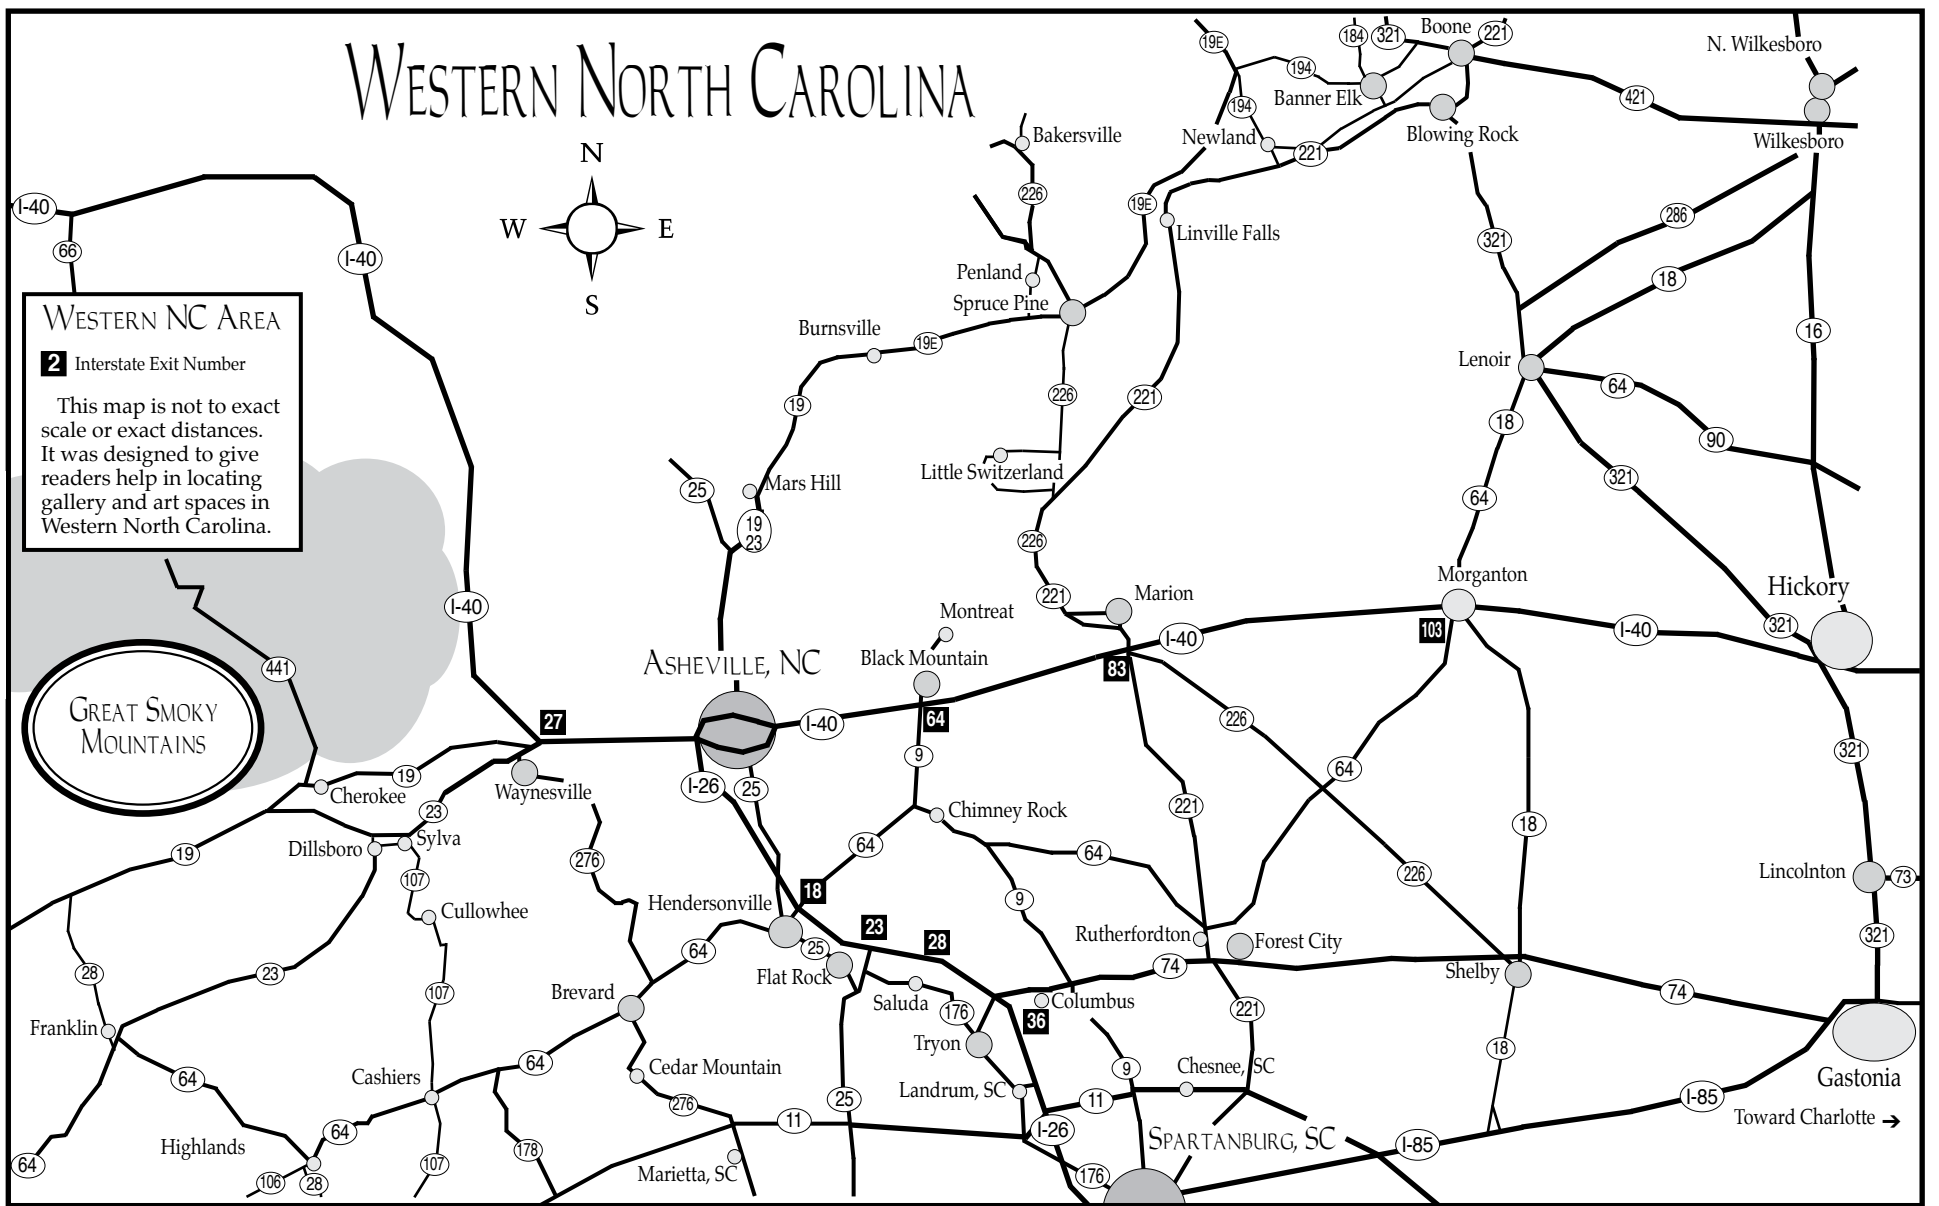 WESTERN NORTH CAROLINA
N
W
E
S
I-40
66
I-40
WESTERN NC AREA
2 Interstate Exit Number
This map is not to exact
scale or exact distances.
It was designed to give
readers help in locating
gallery and art spaces in
Western North Carolina.
19E
194
184
321
Boone
221
N. Wilkesboro
Banner Elk
194
Newland
221
Blowing Rock
421
Wilkesboro
Bakersville
226
19E
Linville Falls
321
286
18
16
Penland
Spruce Pine
Burnsville
19E
19
226
221
Lenoir
64
18
90
321
Little Switzerland
25
Mars Hill
19
23
226
64
I-40
221
Marion
Morganton
Hickory
Montreat
Black Mountain
I-40
103
I-40
321
441
ASHEVILLE, NC
83
GREAT SMOKY
MOUNTAINS
27
I-40
64
226
321
9
19
Cherokee
Waynesville
I-26
25
64
23
Chimney Rock
221
18
Dillsboro
Sylva
19
276
64
64
107
18
226
Lincolnton
73
Cullowhee
Hendersonville
9
23
28
Rutherfordton
Forest City
321
64
25
28
23
Flat Rock
74
Shelby
107
Brevard
Saluda
176
Columbus
74
36
221
Franklin
Tryon
18
64
Cedar Mountain
9
Chesnee, SC
64
Cashiers
Landrum, SC
Gastonia
276
25
11
I-85
11
Toward Charlotte
64
I-26
SPARTANBURG, SC
I-85
Highlands
178
64
107
Marietta, SC
176
106
28